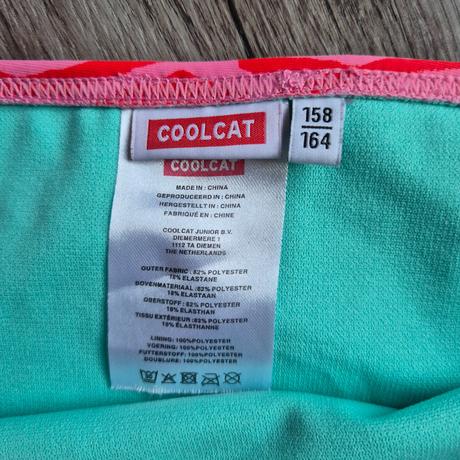 COOLCAT
158
164
COOLCAT
MADE IN : CHINA
GEPRODUCEERD IN : CHINA
HERGESTELLT IN : CHINA
FABRIQUÉ EN : CHINE
COOLCAT JUNIOR B.V.
DIEMERMERE 1
1112 TA DIEMEN
THE NETHERLANDS
OUTER FABRIC : 82% POLYESTER
18% ELASTANE
BOVENMATERIAAL : 82% POLYESTER
18% ELASTAAN
OBERSTOFF : 82% POLYESTER
18% ELASTHAN
TISSU EXTÉRIEUR : 82% POLYESTER
18% ÉLASTHANNE
LINING: 100%POLYESTER
VOERING: 100%POLYESTER
FUTTERSTOFF: 100%POLYESTER
DOUBLURE: 100%POLYESTER